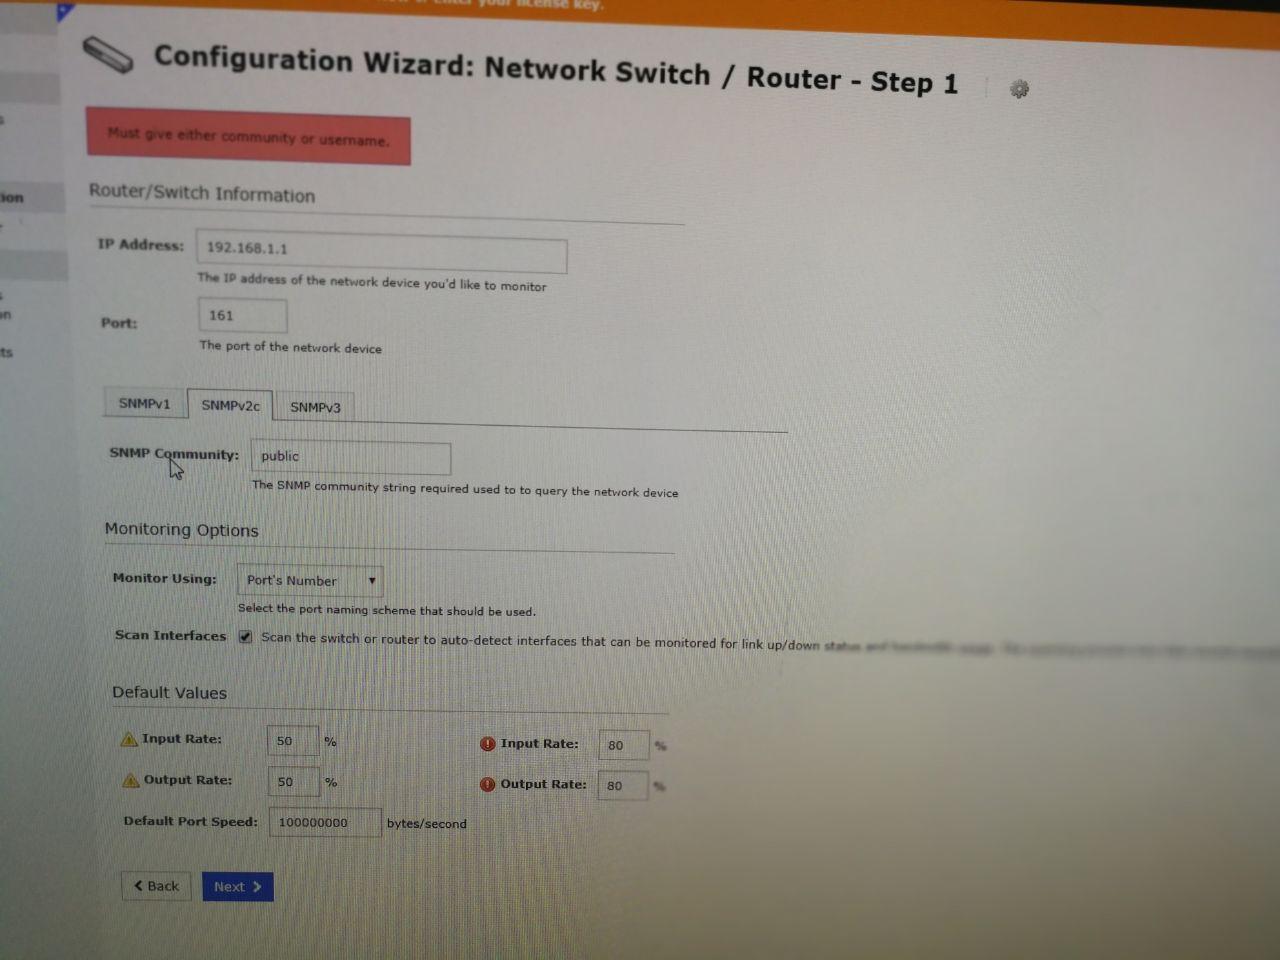 your license key.
Configuration Wizard: Network Switch / Router - Step 1
Must give either community or username.
Router/Switch Information
IP Address: 192.168.1.1
The IP address of the network device you'd like to monitor
Port: 161
The port of the network device
SNMPv1 SNMPv2c SNMPv3
SNMP Community: public
The SNMP community string required used to to query the network device
Monitoring Options
Monitor Using: Port's Number
Select the port naming scheme that should be used.
Scan Interfaces Scan the switch or router to auto-detect interfaces that can be monitored for link up/down status and
Default Values
Input Rate: 50 % Input Rate: 80 %
Output Rate: 50 % Output Rate: 80 %
Default Port Speed: 100000000 bytes/second
Back Next